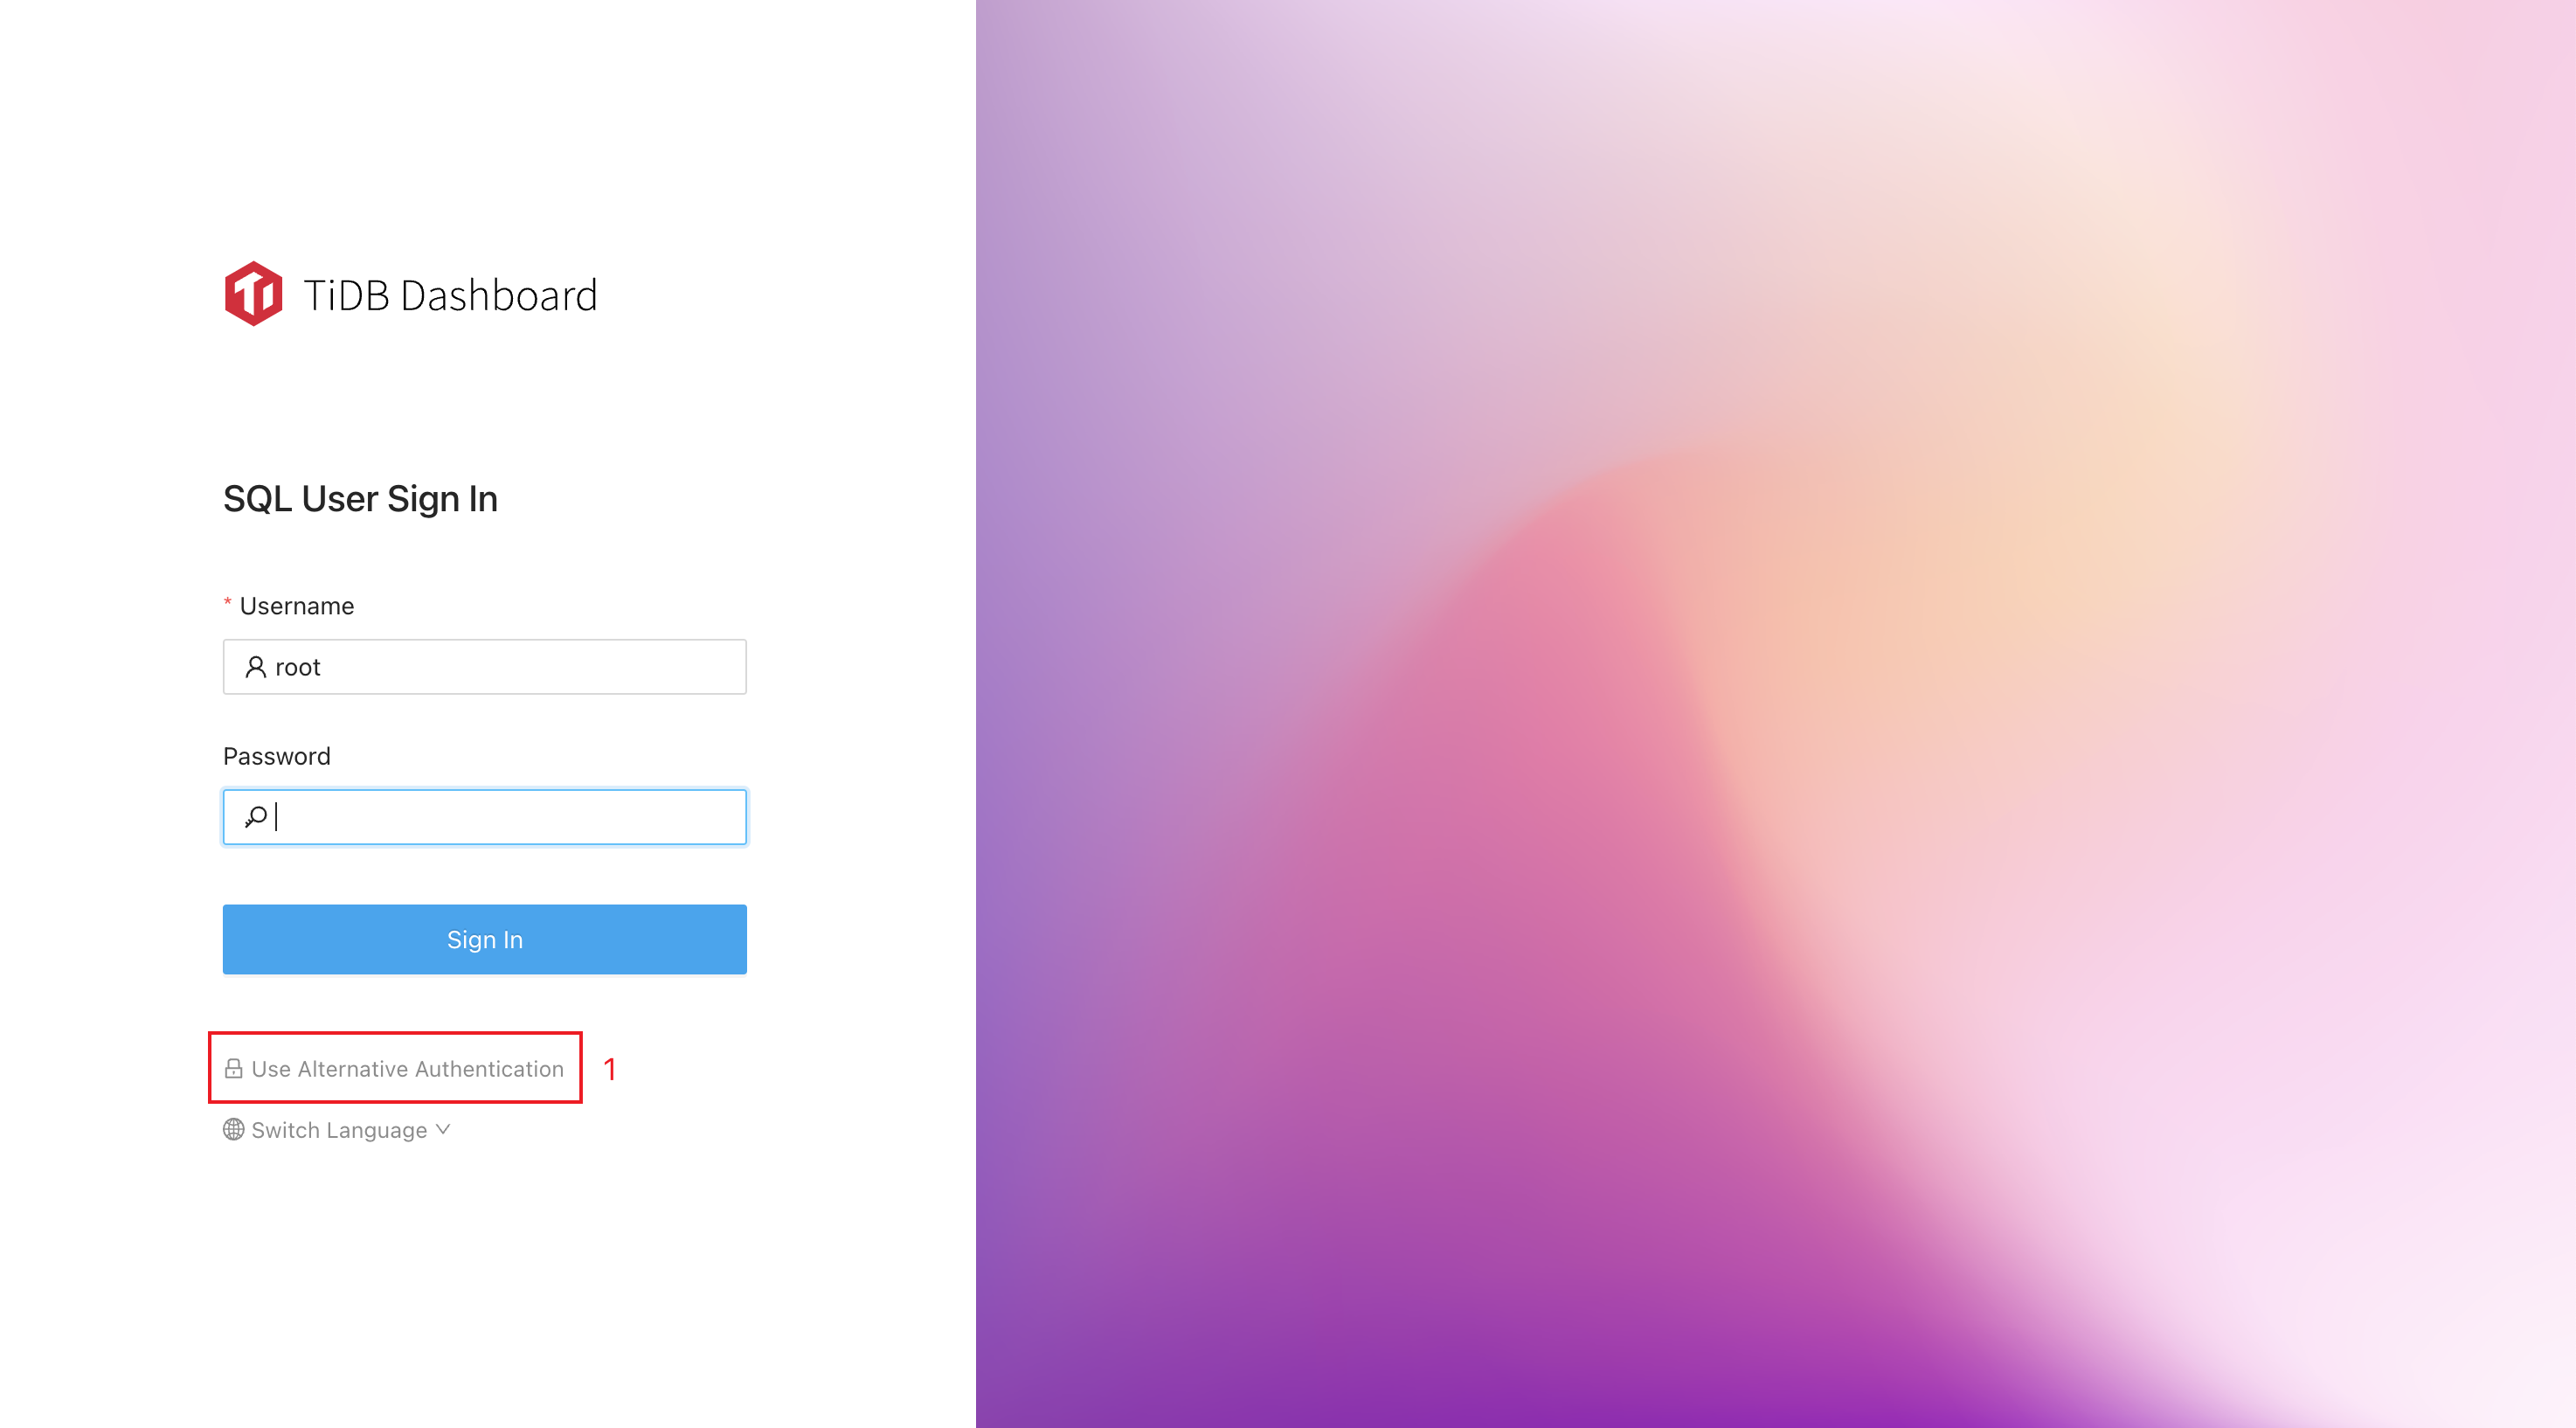 TiDB Dashboard
SQL User Sign In
* Username
root
Password
Sign In
Use Alternative Authentication 1
Switch Language